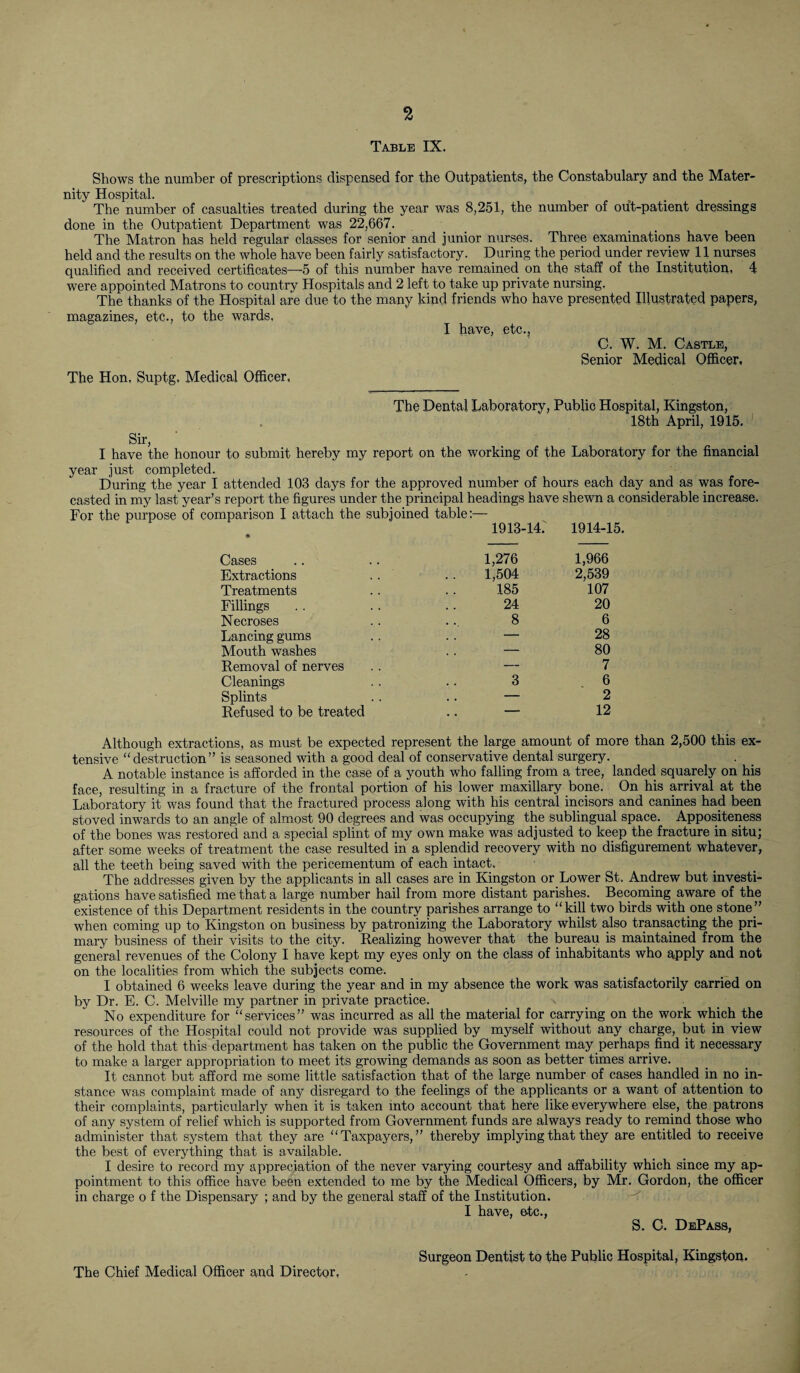 2
TABLE IX.
Shows the number of prescriptions dispensed for the Outpatients, the Constabulary and the Mater-
nity Hospital.
The number of casualties treated during the year was 8,251, the number of out-patient dressings
done in the Outpatient Department was 22,667.
The Matron has held regular classes for senior and junior nurses. Three examinations have been
held and the results on the whole have been fairly satisfactory. During the period under review 11 nurses
qualified and received certificates—5 of this number have remained on the staff of the Institution, 4
were appointed Matrons to country Hospitals and 2 left to take up private nursing.
The thanks of the Hospital are due to the many kind friends who have presented Illustrated papers,
magazines, etc., to the wards.
I have, etc.,
C. W. M. CASTLE,
Senior Medical Officer.
The Hon. Suptg. Medical Officer.
The Dental Laboratory, Public Hospital, Kingston,
18th April, 1915.
Sir,
I have the honour to submit hereby my report on the working of the Laboratory for the financial
year just completed.
During the year I attended 103 days for the approved number of hours each day and as was fore-
casted in my last year's report the figures under the principal headings have shewn a considerable increase.
For the purpose of comparison I attach the subjoined table:—
1913-14. 1914-15.
Cases .. .. 1,276 1,966
Extractions .. .. 1,504 2,539
Treatments .. .. 185 107
Fillings .. .. .. 24 20
Necroses .. .. 8 6
Lancing gums .. .. — 28
Mouth washes .. — 80
Removal of nerves .. — 7
Cleanings .. .. 3 6
Splints .. .. — 2
Refused to be treated .. — 12
Although extractions, as must be expected represent the large amount of more than 2,500 this ex-
tensive "destruction" is seasoned with a good deal of conservative dental surgery.
A notable instance is afforded in the case of a youth who falling from a tree, landed squarely on his
face, resulting in a fracture of the frontal portion of his lower maxillary bone. On his arrival at the
Laboratory it was found that the fractured process along with his central incisors and canines had been
stoved inwards to an angle of almost 90 degrees and was occupying the sublingual space. Appositeness
of the bones was restored and a special splint of my own make was adjusted to keep the fracture in situ;
after some weeks of treatment the case resulted in a splendid recovery with no disfigurement whatever,
all the teeth being saved with the pericementum of each intact.
The addresses given by the applicants in all cases are in Kingston or Lower St. Andrew but investi-
gations have satisfied me that a large number hail from more distant parishes. Becoming aware of the
existence of this Department residents in the country parishes arrange to "kill two birds with one stone"
when coming up to Kingston on business by patronizing the Laboratory whilst also transacting the pri-
mary business of their visits to the city. Realizing however that the bureau is maintained from the
general revenues of the Colony I have kept my eyes only on the class of inhabitants who apply and not
on the localities from which the subjects come.
I obtained 6 weeks leave during the year and in my absence the work was satisfactorily carried on
by Dr. E. C. Melville my partner in private practice.
No expenditure for "services" was incurred as all the material for carrying on the work which the
resources of the Hospital could not provide was supplied by myself without any charge, but in view
of the hold that this department has taken on the public the Government may perhaps find it necessary
to make a larger appropriation to meet its growing demands as soon as better times arrive.
It cannot but afford me some little satisfaction that of the large number of cases handled in no in-
stance was complaint made of any disregard to the feelings of the applicants or a want of attention to
their complaints, particularly when it is taken into account that here like everywhere else, the patrons
of any system of relief which is supported from Government funds are always ready to remind those who
administer that system that they are "Taxpayers," thereby implying that they are entitled to receive
the best of everything that is available.
I desire to record my appreciation of the never varying courtesy and affability which since my ap-
pointment to this office have been extended to me by the Medical Officers, by Mr. Gordon, the officer
in charge o f the Dispensary ; and by the general staff of the Institution.
I have, etc.,
S. C. DEPASS,
Surgeon Dentist to the Public Hospital, Kingston.
The Chief Medical Officer and Director.